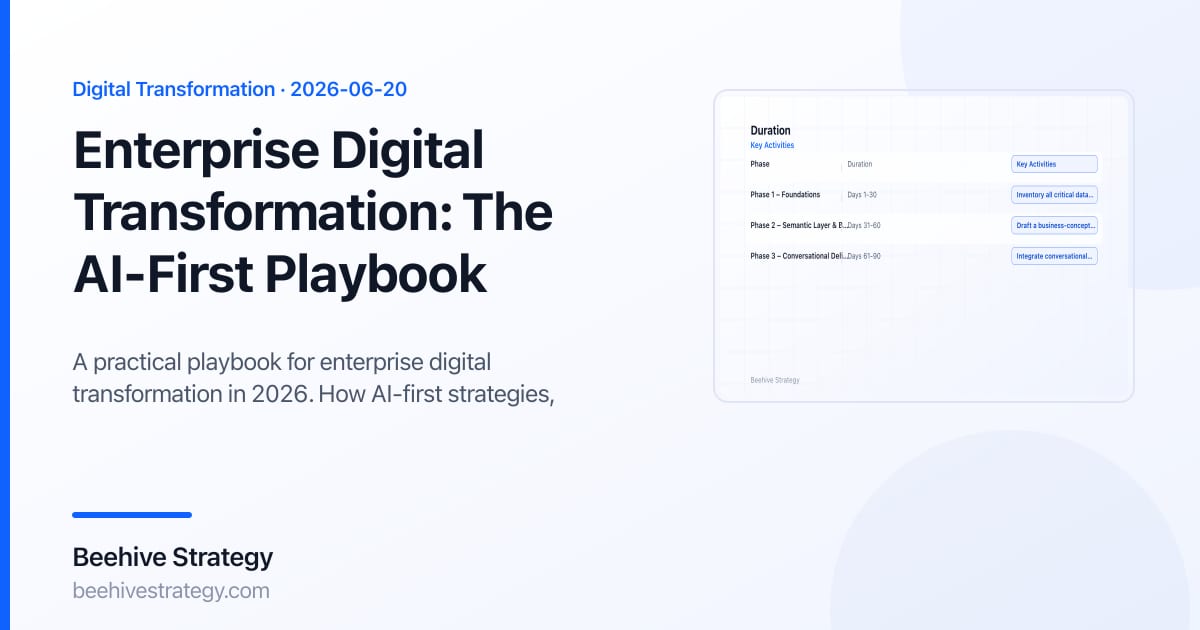 Digital Transformation · 2026-06-20
Enterprise Digital
Transformation: The
AI-First Playbook
A practical playbook for enterprise digital
transformation in 2026. How AI-first strategies,
Beehive Strategy
beehivestrategy.com
Duration
Key Activities
Phase Duration Key Activities
Phase 1 – Foundations Days 1-30 Inventory all critical data...
Phase 2 – Semantic Layer & B... Days 31-60 Draft a business-concept...
Phase 3 – Conversational Deli... Days 61-90 Integrate conversational...
Beehive Strategy